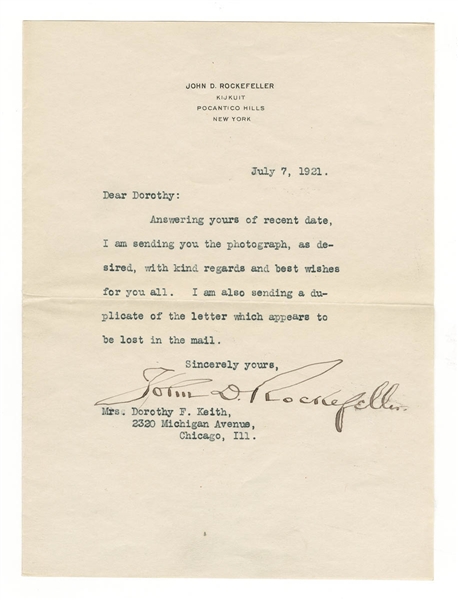 JOHN D. ROCKEFELLER
KIJKUIT
POCANTICO HILLS
NEW YORK
July 7, 1921.
Dear Dorothy:
Answering yours of recent date,
I am sending you the photograph, as de-
sired, with kind regards and best wishes
for you all. I am also sending a du-
plicate of the letter which appears to
be lost in the mail.
Sincerely yours,
John D. Rockefeller.
Mrs. Dorothy F. Keith,
2320 Michigan Avenue,
Chicago, Ill.